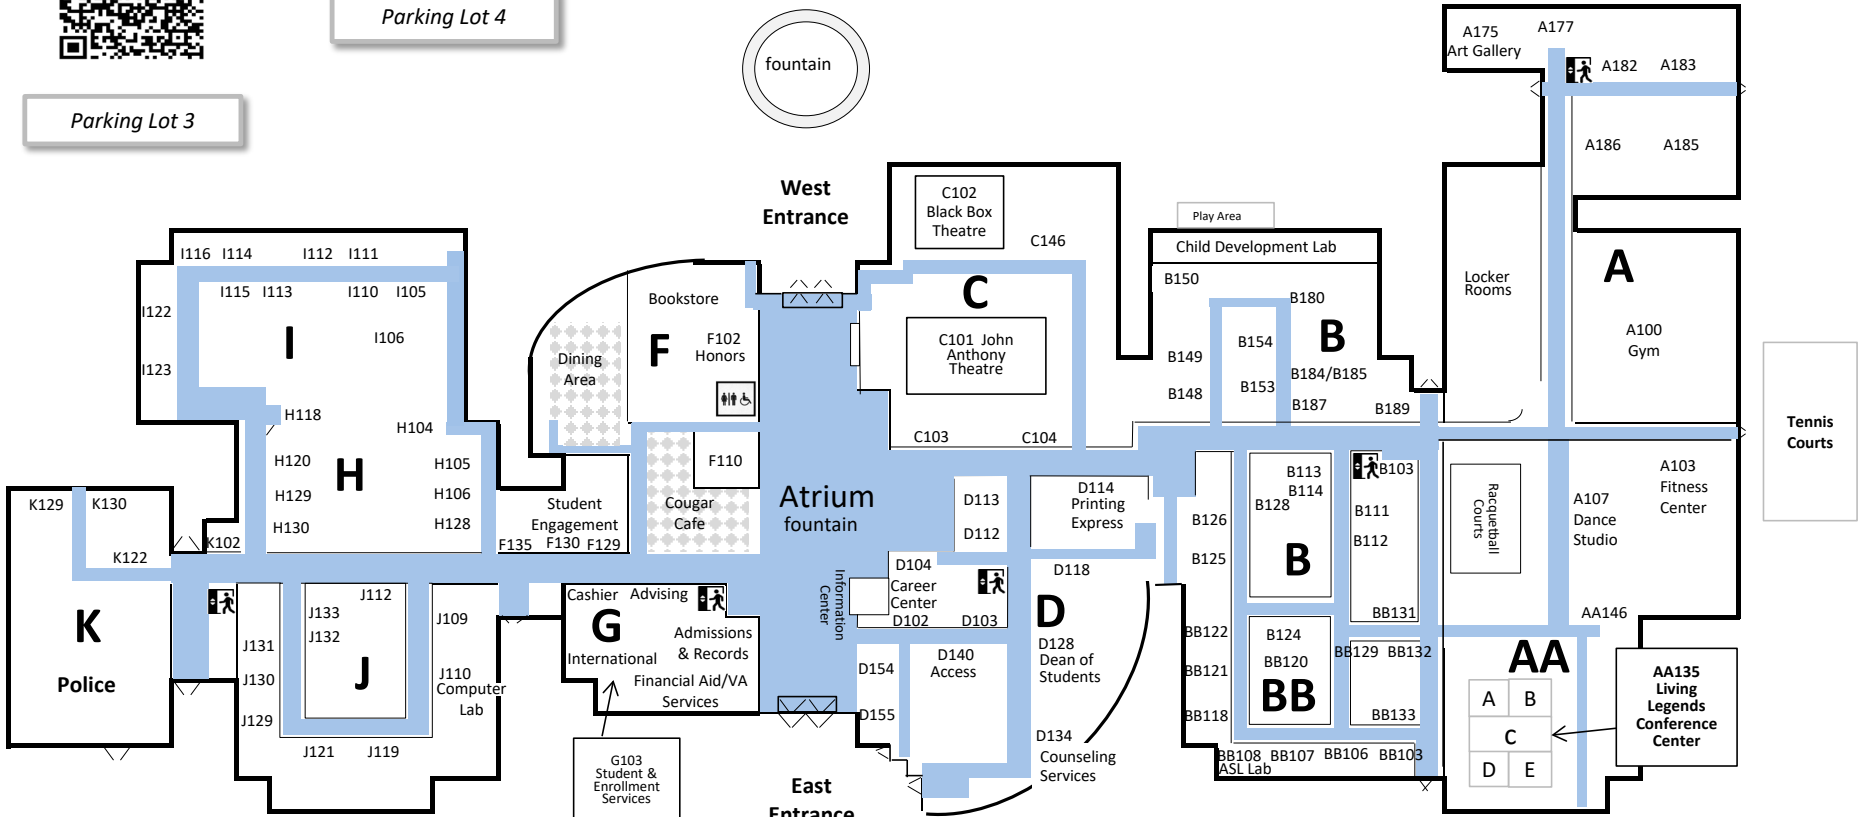 Parking Lot 4
Parking Lot 3
fountain
West
Entrance
A175
Art Gallery
A177
A182
A183
A186
A185
C102
Black Box
Theatre
C146
Play Area
Child Development Lab
B150
B180
Locker
Rooms
A
A100
Gym
Tennis
Courts
I116
I114
I112
I111
I115
I113
I110
I105
I122
I106
I
I123
H118
H104
Bookstore
F
F102
Honors
Dining
Area
C
C101 John
Anthony
Theatre
C103
C104
B
B149
B154
B184/B185
B148
B153
B187
B189
H120
H105
H
H129
H106
H130
H128
K129
K130
K122
K102
K
Police
F110
Cougar
Cafe
Student
Engagement
F135
F130
F129
Atrium
fountain
D113
D112
D114
Printing
Express
D118
B113
B114
B128
B103
B126
B111
B112
B125
B
Racquetball
Courts
A107
Dance
Studio
A103
Fitness
Center
Information
Center
D104
Career
Center
D102
D103
D
D128
Dean of
Students
D154
D140
Access
D155
D134
Counseling
Services
Cashier
Advising
G
Admissions
& Records
International
Financial Aid/VA
Services
G103
Student &
Enrollment
Services
East
Entrance
J133
J112
J132
J109
J131
J130
J
J110
Computer
Lab
J129
J121
J119
BB131
AA146
BB122
B124
BB129
BB132
BB121
BB120
BB
BB118
BB133
BB108
BB107
BB106
BB103
ASL Lab
AA
A
B
C
D
E
AA135
Living
Legends
Conference
Center